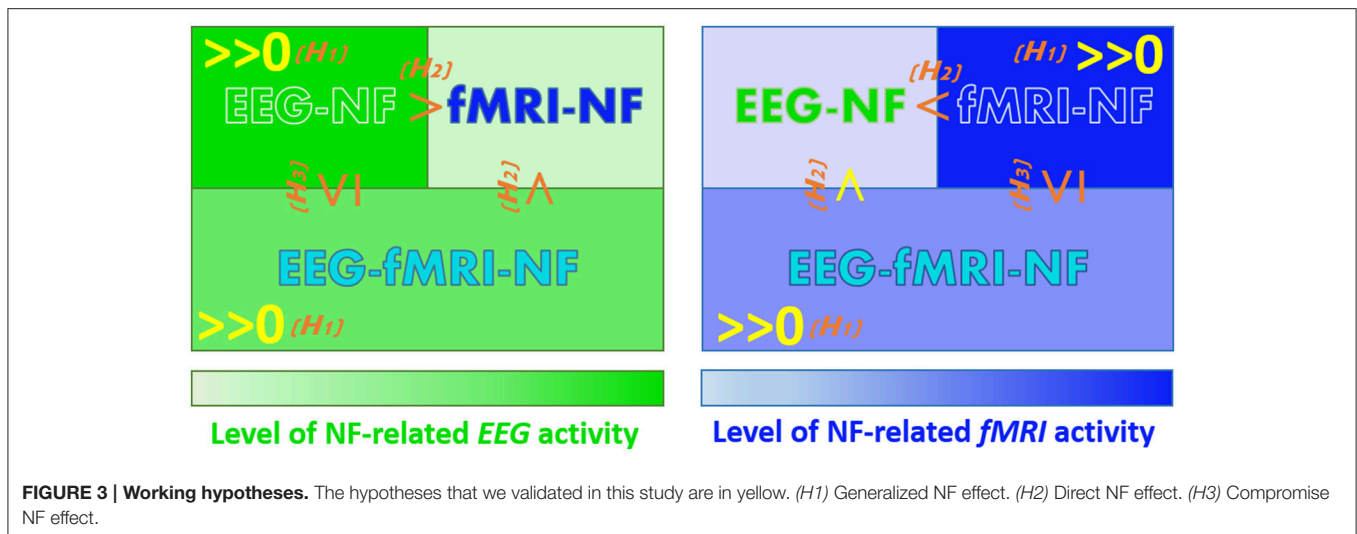 >>0 (H1)
(H2)
EEG-NF > fMRI-NF
(H3) VI
(H2) Λ
EEG-fMRI-NF
>>0 (H1)
Level of NF-related EEG activity
(H1) >>0
(H2)
EEG-NF < fMRI-NF
(H2) Λ
(H3) VI
EEG-fMRI-NF
>>0 (H1)
Level of NF-related fMRI activity
FIGURE 3 | Working hypotheses. The hypotheses that we validated in this study are in yellow. (H1) Generalized NF effect. (H2) Direct NF effect. (H3) Compromise
NF effect.